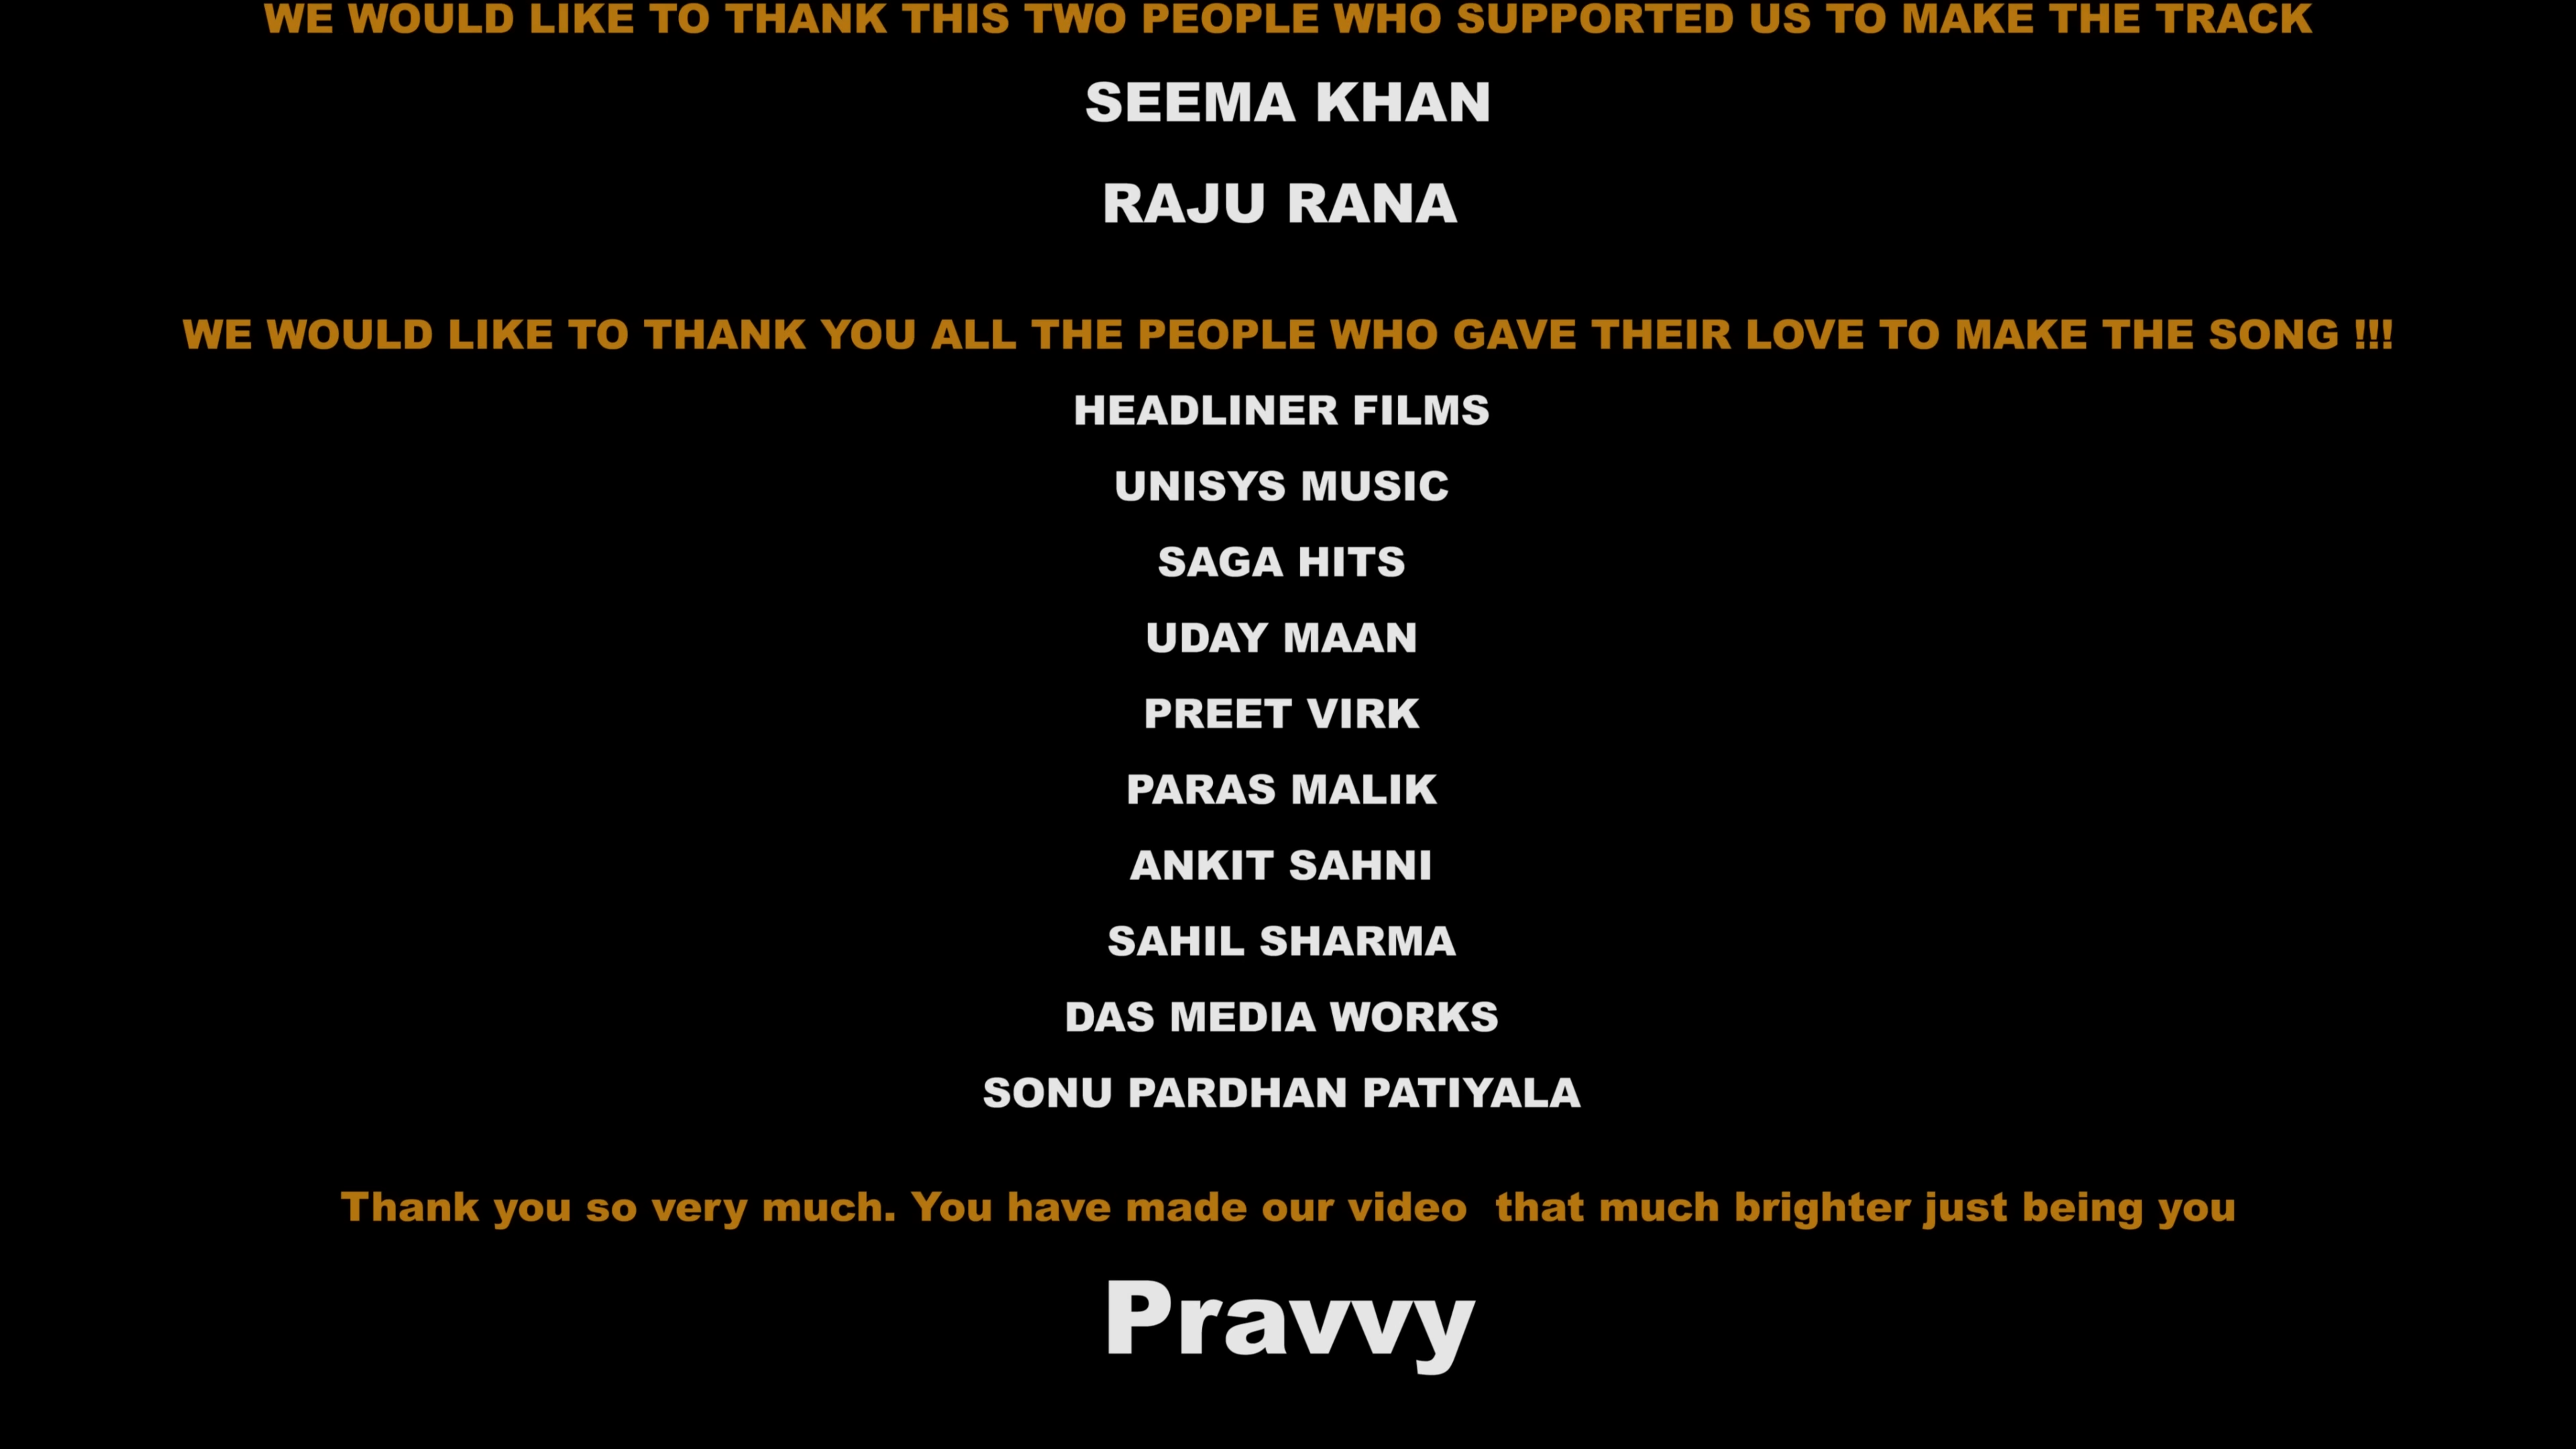 WE WOULD LIKE TO THANK THIS TWO PEOPLE WHO SUPPORTED US TO MAKE THE TRACK
SEEMA KHAN
RAJU RANA
WE WOULD LIKE TO THANK YOU ALL THE PEOPLE WHO GAVE THEIR LOVE TO MAKE THE SONG !!!
HEADLINER FILMS
UNISYS MUSIC
SAGA HITS
UDAY MAAN
PREET VIRK
PARAS MALIK
ANKIT SAHNI
SAHIL SHARMA
DAS MEDIA WORKS
SONU PARDHAN PATIYALA
Thank you so very much. You have made our video  that much brighter just being you
Pravvy